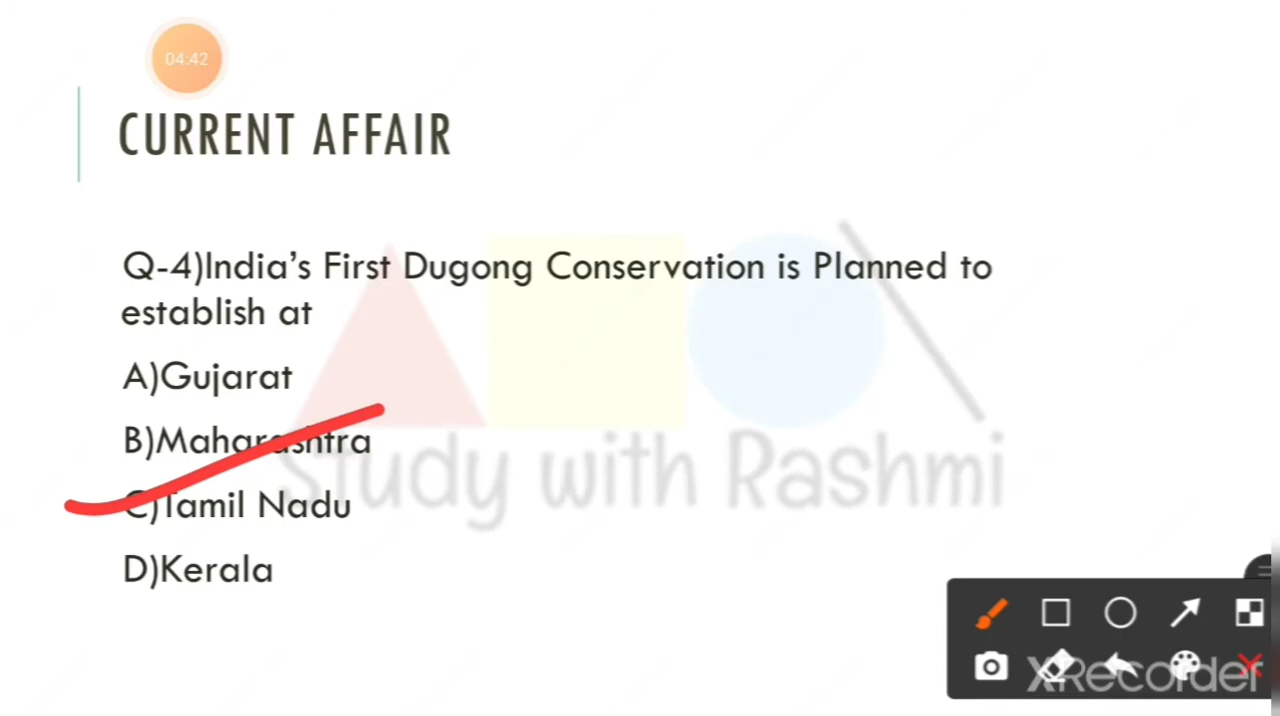 04:42
CURRENT AFFAIR
Q-4)India's First Dugong Conservation is Planned to
establish at
A)Gujarat
B)Maharashtra
C)Tamil Nadu
D)Kerala
Study with Rashmi
XRecorder